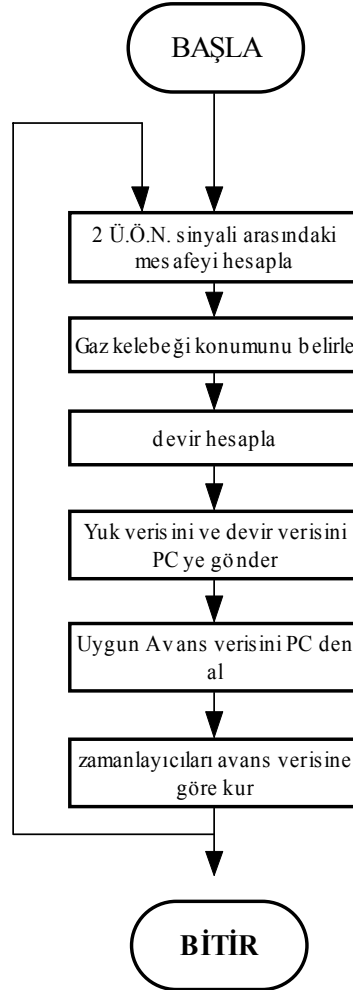 BAŞLA
2 Ü.Ö.N. sinyali arasındaki
mesafeyi hesapla
Gaz kelebeği konumunu belirle
devir hesapla
Yuk verisini ve devir verisini
PC ye gönder
Uygun Avans verisini PC den
al
zamanlayıcıları avans verisine
göre kur
BİTİR